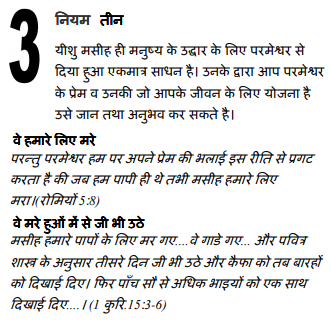 3 नियम तीन
यीशु मसीह ही मनुष्य के उद्धार के लिए परमेश्वर से
दिया हुआ एकमात्र साधन है। उनके द्वारा आप परमेश्वर
के प्रेम व उनकी जो आपके जीवन के लिए योजना है
उसे जान तथा अनुभव कर सकते है।
वे हमारे लिए मरे
परन्तु परमेश्वर हम पर अपने प्रेम की भलाई इस रीति से प्रगट
करता है की जब हम पापी ही थे तभी मसीह हमारे लिए
मरा।(रोमियों 5:8)
वे मरे हुओं में से जी भी उठे
मसीह हमारे पापों के लिए मर गए....वे गाडे गए... और पवित्र
शास्त्र के अनुसार तीसरे दिन जी भी उठे और कैफा को तब बारहों
को दिखाई दिए। फिर पाँच सौ से अधिक भाइयों को एक साथ
दिखाई दिए....। (1 कुरि.15:3-6)